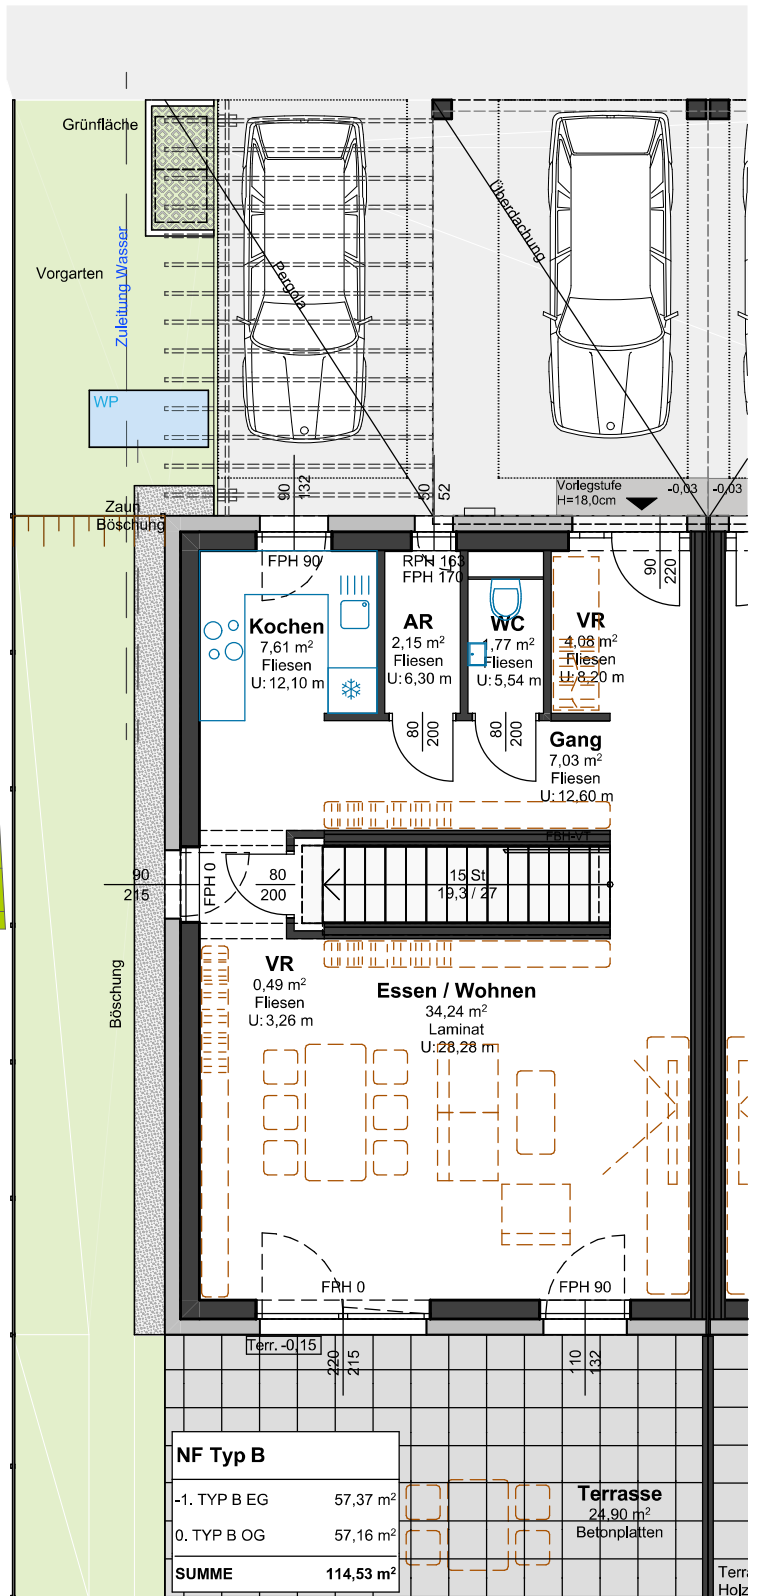 Grünfläche
Vorgarten
Zuleitung Wasser
Pergola
Überdachung
WP
90
132
50
52
Vorlegstufe
H=18,0cm
-0,03
-0,03
Zaun
Böschung
FPH 90
RPH 163
FPH 170
90
220
Kochen
7,61 m²
Fliesen
U: 12,10 m
AR
2,15 m²
Fliesen
U: 6,30 m
WC
1,77 m²
Fliesen
U: 5,54 m
VR
4,08 m²
Fliesen
U: 8,20 m
80
200
80
200
Gang
7,03 m²
Fliesen
U: 12,60 m
FBH-VT
90
215
FPH 0
80
200
15 St
19,3 / 27
Böschung
VR
0,49 m²
Fliesen
U: 3,26 m
Essen / Wohnen
34,24 m²
Laminat
U: 28,28 m
FPH 0
FPH 90
Terr. -0,15
220
215
110
132
NF Typ B
-1. TYP B EG 57,37 m²
0. TYP B OG 57,16 m²
SUMME 114,53 m²
Terrasse
24,90 m²
Betonplatten
Terra
Holz